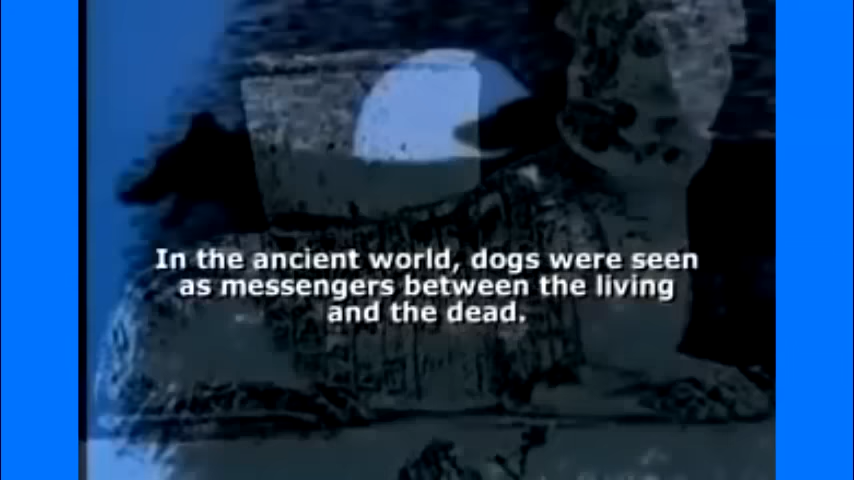 In the ancient world, dogs were seen
as messengers between the living
and the dead.